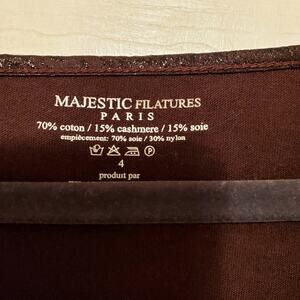 MAJESTIC FILATURES
PARIS
70% coton / 15% cashmere / 15% soie
empiècement: 70% soie / 30% nylon
P
4
produit par